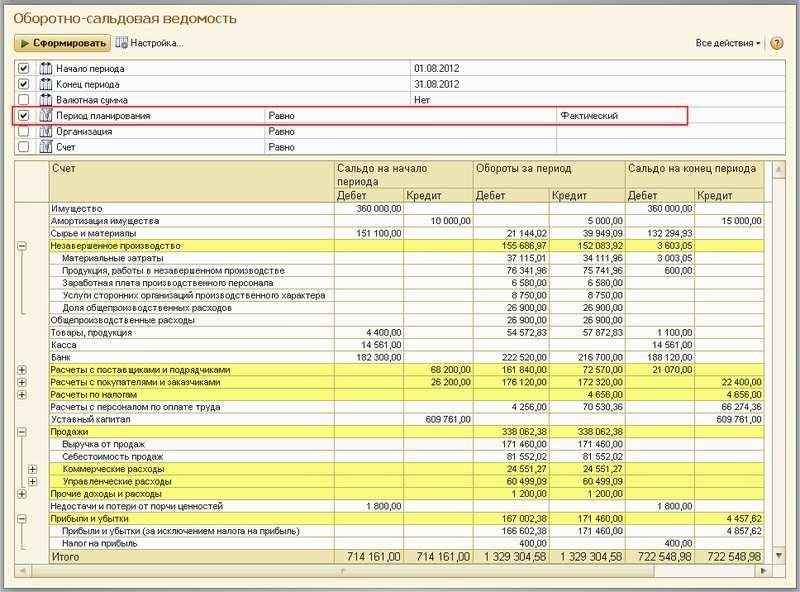 Оборотно-сальдовая ведомость
Сформировать Настройка... Все действия ?
Начало периода 01.08.2012
Конец периода 31.08.2012
Валютная сумма Нет
Период планирования Равно Фактический
Организация Равно
Счет Равно
Счет Сальдо на начало периода Обороты за период Сальдо на конец периода
Дебет Кредит Дебет Кредит Дебет Кредит
Имущество 360 000,00 360 000,00
Амортизация имущества 10 000,00 5 000,00 15 000,00
Сырье и материалы 151 100,00 21 144,02 39 949,09 132 294,93
Незавершенное производство 155 686,97 152 083,92 3 603,05
Материальные затраты 37 115,01 34 111,96 3 003,05
Продукция, работы в незавершенном производстве 76 341,96 75 741,96 600,00
Заработная плата производственного персонала 6 580,00 6 580,00
Услуги сторонних организаций производственного характера 8 750,00 8 750,00
Доля общепроизводственных расходов 26 900,00 26 900,00
Общепроизводственные расходы 26 900,00 26 900,00
Товары, продукция 4 400,00 54 572,83 57 872,83 1 100,00
Касса 14 561,00 14 561,00
Банк 182 300,00 222 520,00 216 700,00 188 120,00
Расчеты с поставщиками и подрядчиками 68 200,00 161 840,00 72 570,00 21 070,00
Расчеты с покупателями и заказчиками 26 200,00 176 120,00 172 320,00 22 400,00
Расчеты по налогам 4 656,00 4 656,00
Расчеты с персоналом по оплате труда 4 256,00 70 530,36 66 274,36
Уставный капитал 609 761,00 609 761,00
Продажи 338 062,38 338 062,38
Выручка от продаж 171 460,00 171 460,00
Себестоимость продаж 81 552,02 81 552,02
Коммерческие расходы 24 551,27 24 551,27
Управленческие расходы 60 499,09 60 499,09
Прочие доходы и расходы 1 200,00 1 200,00
Недостачи и потери от порчи ценностей 1 800,00 1 800,00
Прибыли и убытки 167 002,38 171 460,00 4 457,62
Прибыли и убытки (за исключением налога на прибыль) 166 602,38 171 460,00 4 857,62
Налог на прибыль 400,00 400,00
Итого 714 161,00 714 161,00 1 329 304,58 1 329 304,58 722 548,98 722 548,98